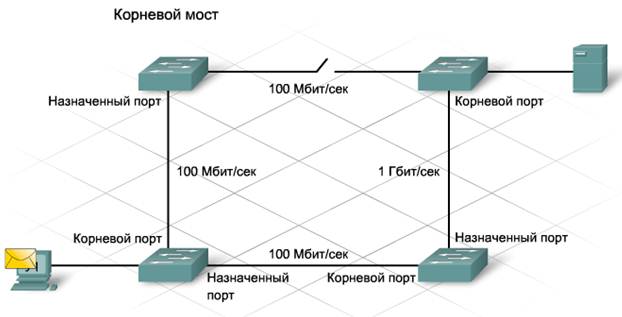 Корневой мост
100 Мбит/сек
Назначенный порт
Корневой порт
100 Мбит/сек
1 Гбит/сек
Корневой порт
Назначенный порт
100 Мбит/сек
Назначенный
порт
Корневой порт